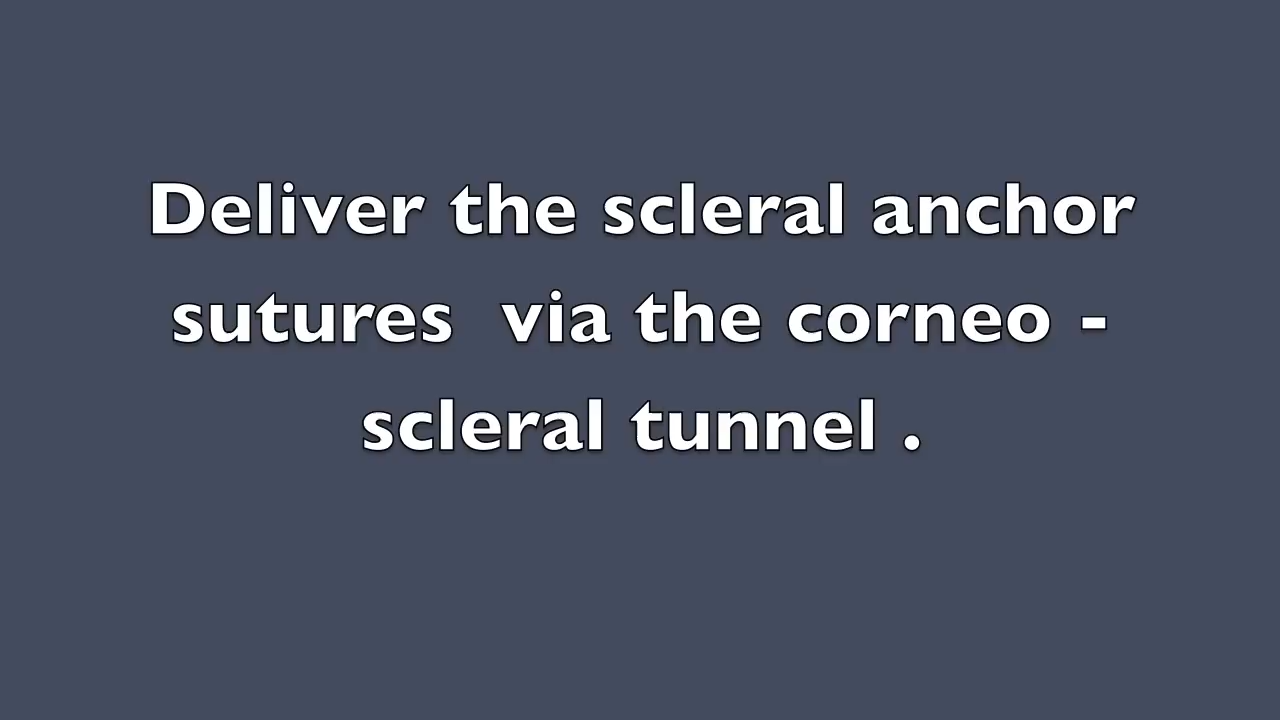 Deliver the scleral anchor
sutures  via the corneo -
scleral tunnel .